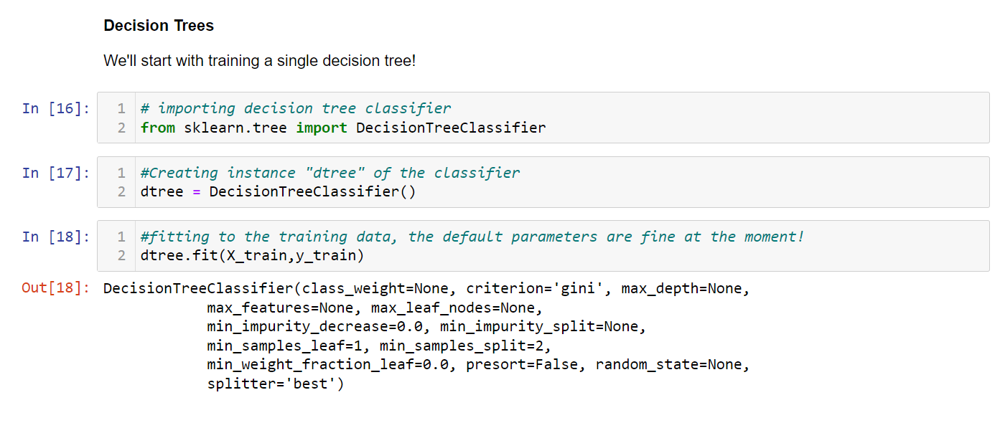 Decision Trees
We'll start with training a single decision tree!
In [16]:
1 # importing decision tree classifier
2 from sklearn.tree import DecisionTreeClassifier
In [17]:
1 #Creating instance "dtree" of the classifier
2 dtree = DecisionTreeClassifier()
In [18]:
1 #fitting to the training data, the default parameters are fine at the moment!
2 dtree.fit(X_train,y_train)
Out[18]: DecisionTreeClassifier(class_weight=None, criterion='gini', max_depth=None,
max_features=None, max_leaf_nodes=None,
min_impurity_decrease=0.0, min_impurity_split=None,
min_samples_leaf=1, min_samples_split=2,
min_weight_fraction_leaf=0.0, presort=False, random_state=None,
splitter='best')